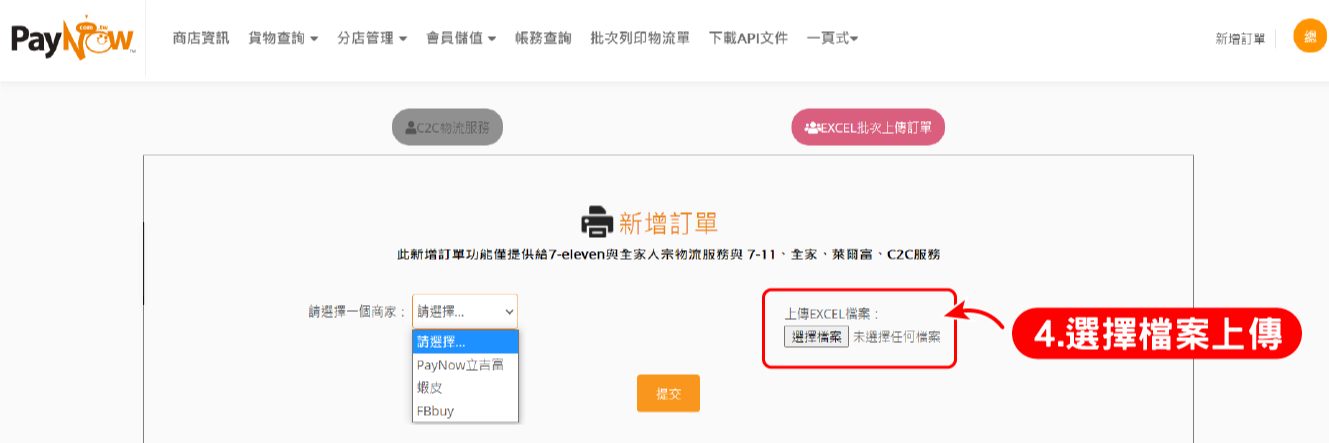 PayNow
商店資訊 貨物查詢 分店管理 會員儲值 帳務查詢 批次列印物流單 下載API文件 一頁式 新增訂單 總
C2C物流服務 EXCEL批次上傳訂單
新增訂單
此新增訂單功能僅提供給7-eleven與全家大宗物流服務與 7-11、全家、萊爾富、C2C服務
請選擇一個商家： 請選擇... 上傳EXCEL檔案：
選擇檔案 未選擇任何檔案
4.選擇檔案上傳
請選擇...
PayNow立吉富
蝦皮
FBbuy
提交